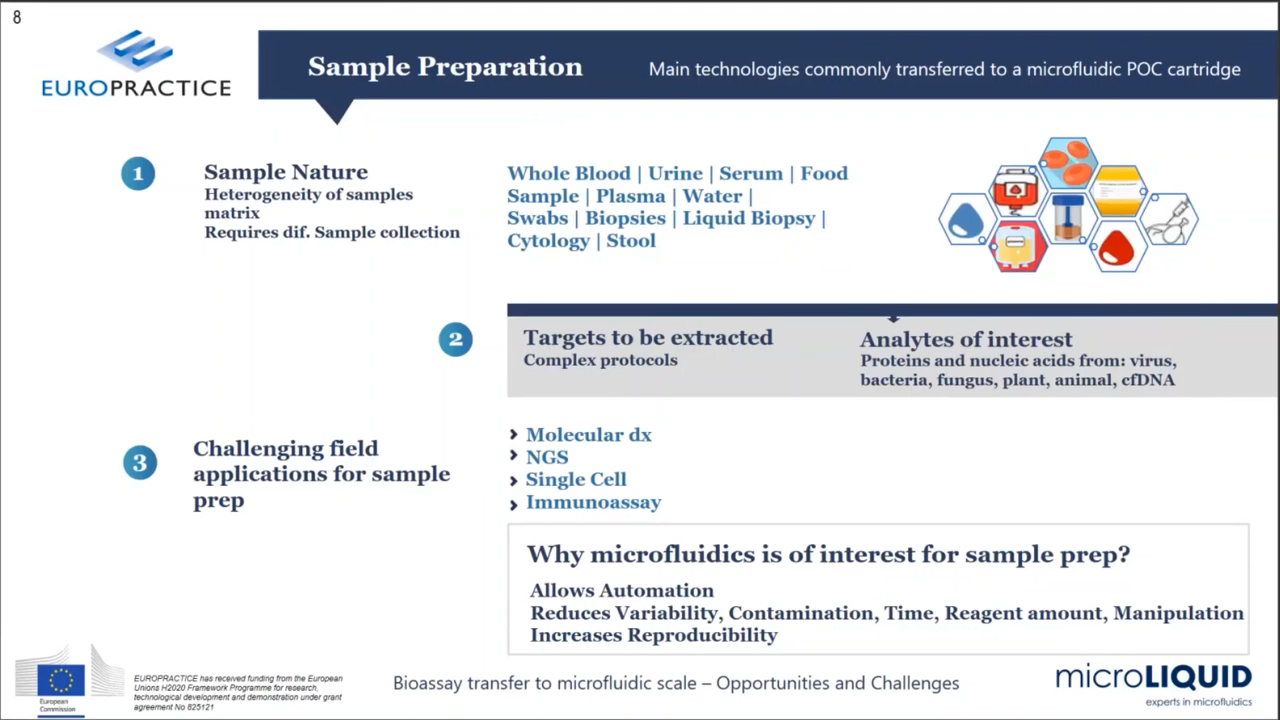 8
EUROPRACTICE
Sample Preparation
Main technologies commonly transferred to a microfluidic POC cartridge
1
Sample Nature
Heterogeneity of samples
matrix
Requires dif. Sample collection
Whole Blood | Urine | Serum | Food
Sample | Plasma | Water |
Swabs | Biopsies | Liquid Biopsy |
Cytology | Stool
2
Targets to be extracted
Complex protocols
Analytes of interest
Proteins and nucleic acids from: virus,
bacteria, fungus, plant, animal, cfDNA
3
Challenging field
applications for sample
prep
Molecular dx
NGS
Single Cell
Immunoassay
Why microfluidics is of interest for sample prep?
Allows Automation
Reduces Variability, Contamination, Time, Reagent amount, Manipulation
Increases Reproducibility
European
Commission
EUROPRACTICE has received funding from the European
Unions H2020 Framework Programme for research,
technological development and demonstration under grant
agreement No 825121
Bioassay transfer to microfluidic scale – Opportunities and Challenges
microLIQUID
experts in microfluidics